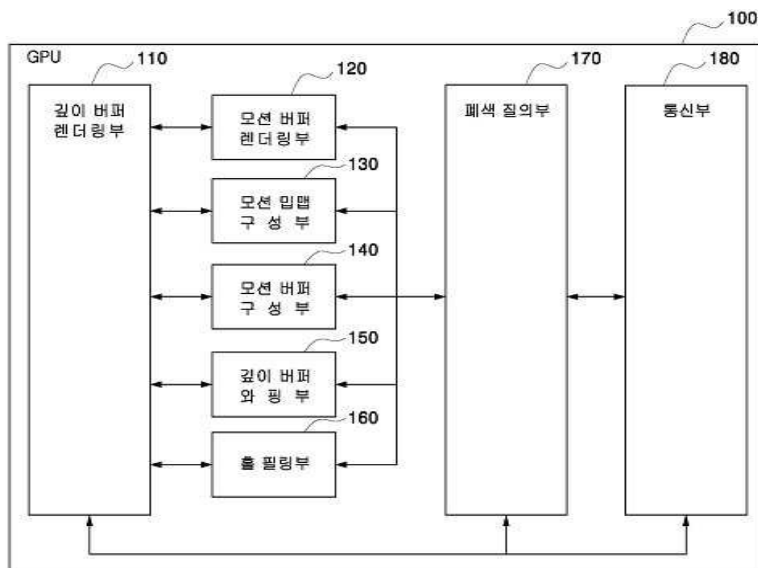 100
GPU
110
120
170
180
깊이 버퍼
렌더링부
모션 버퍼
렌더링부
폐색 질의부
통신부
130
모션 밉맵
구 성 부
140
모션 버퍼
구 성 부
150
깊이 버퍼
와 핑 부
160
홀 필링부